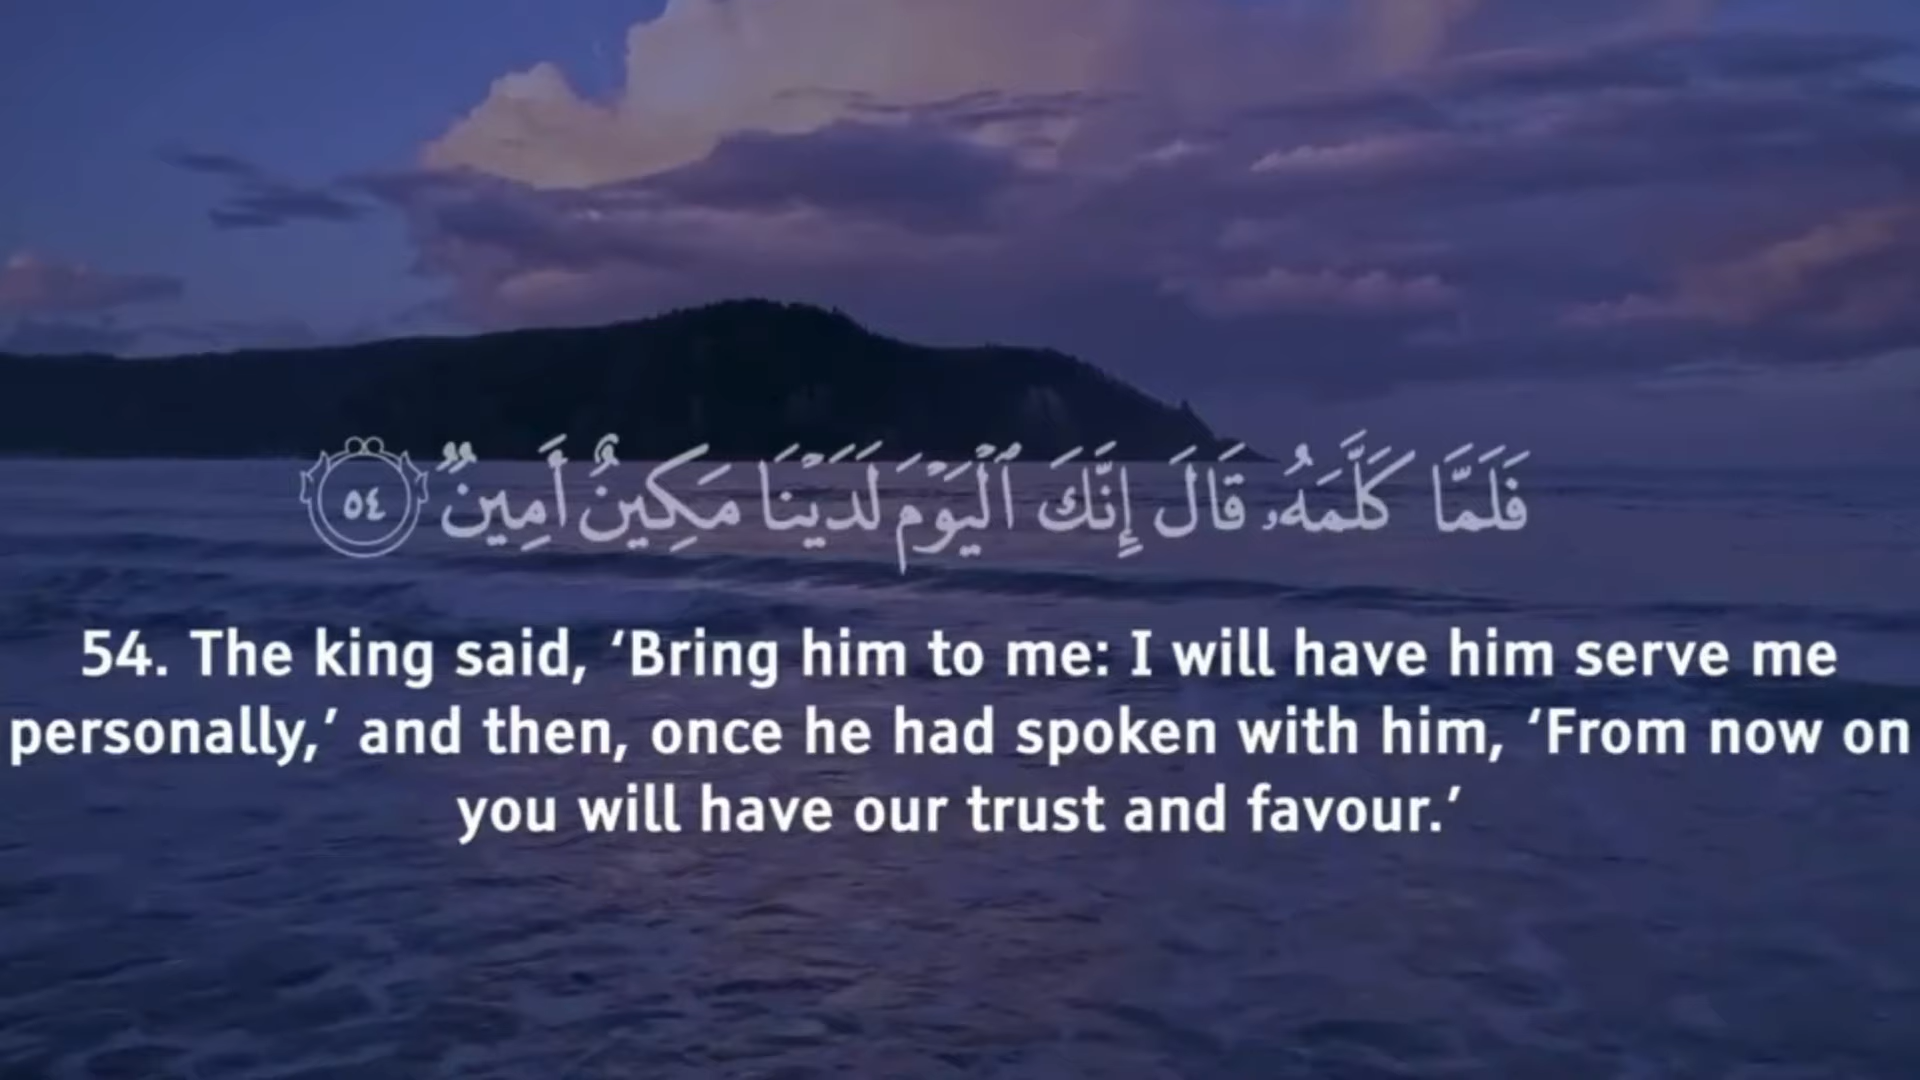 فَلَمَّا كَلَّمَهُۥ قَالَ إِنَّكَ ٱلْيَوْمَ لَدَيْنَا مَكِينٌ أَمِينٌ ٥٤
54. The king said, ‘Bring him to me: I will have him serve me
personally,’ and then, once he had spoken with him, ‘From now on
you will have our trust and favour.’